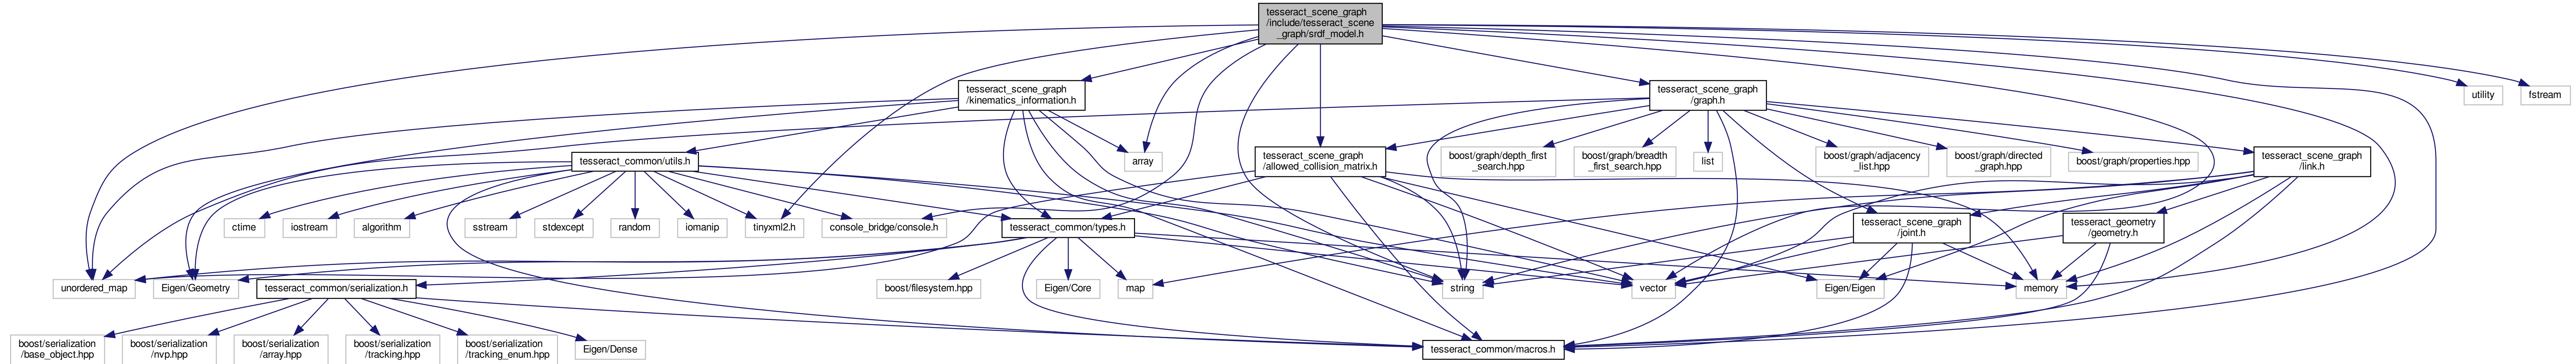 tesseract_scene_graph
/include/tesseract_scene
_graph/srdf_model.h
tesseract_scene_graph
/kinematics_information.h
tesseract_scene_graph
/graph.h
utility
fstream
tesseract_common/utils.h
array
tesseract_scene_graph
/allowed_collision_matrix.h
boost/graph/depth_first
_search.hpp
boost/graph/breadth
_first_search.hpp
list
boost/graph/adjacency
_list.hpp
boost/graph/directed
_graph.hpp
boost/graph/properties.hpp
tesseract_scene_graph
/link.h
ctime
iostream
algorithm
sstream
stdexcept
random
iomanip
tinyxml2.h
console_bridge/console.h
tesseract_common/types.h
tesseract_scene_graph
/joint.h
tesseract_geometry
/geometry.h
unordered_map
Eigen/Geometry
tesseract_common/serialization.h
boost/filesystem.hpp
Eigen/Core
map
string
vector
Eigen/Eigen
memory
boost/serialization
/base_object.hpp
boost/serialization
/nvp.hpp
boost/serialization
/array.hpp
boost/serialization
/tracking.hpp
boost/serialization
/tracking_enum.hpp
Eigen/Dense
tesseract_common/macros.h